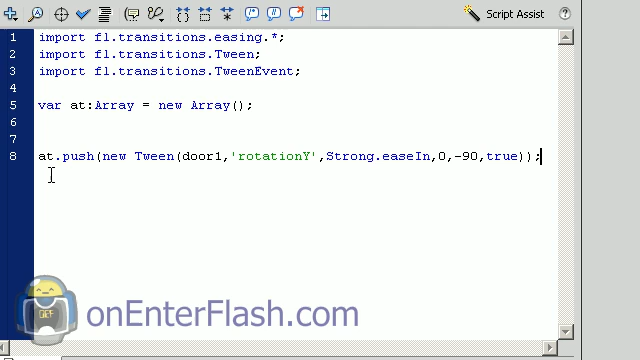 Script Assist
1 import fl.transitions.easing.*;
2 import fl.transitions.Tween;
3 import fl.transitions.TweenEvent;
4
5 var at:Array = new Array();
6
7
8 at.push(new Tween(door1,'rotationY',Strong.easeIn,0,-90,true));
OEF
onEnterFlash.com